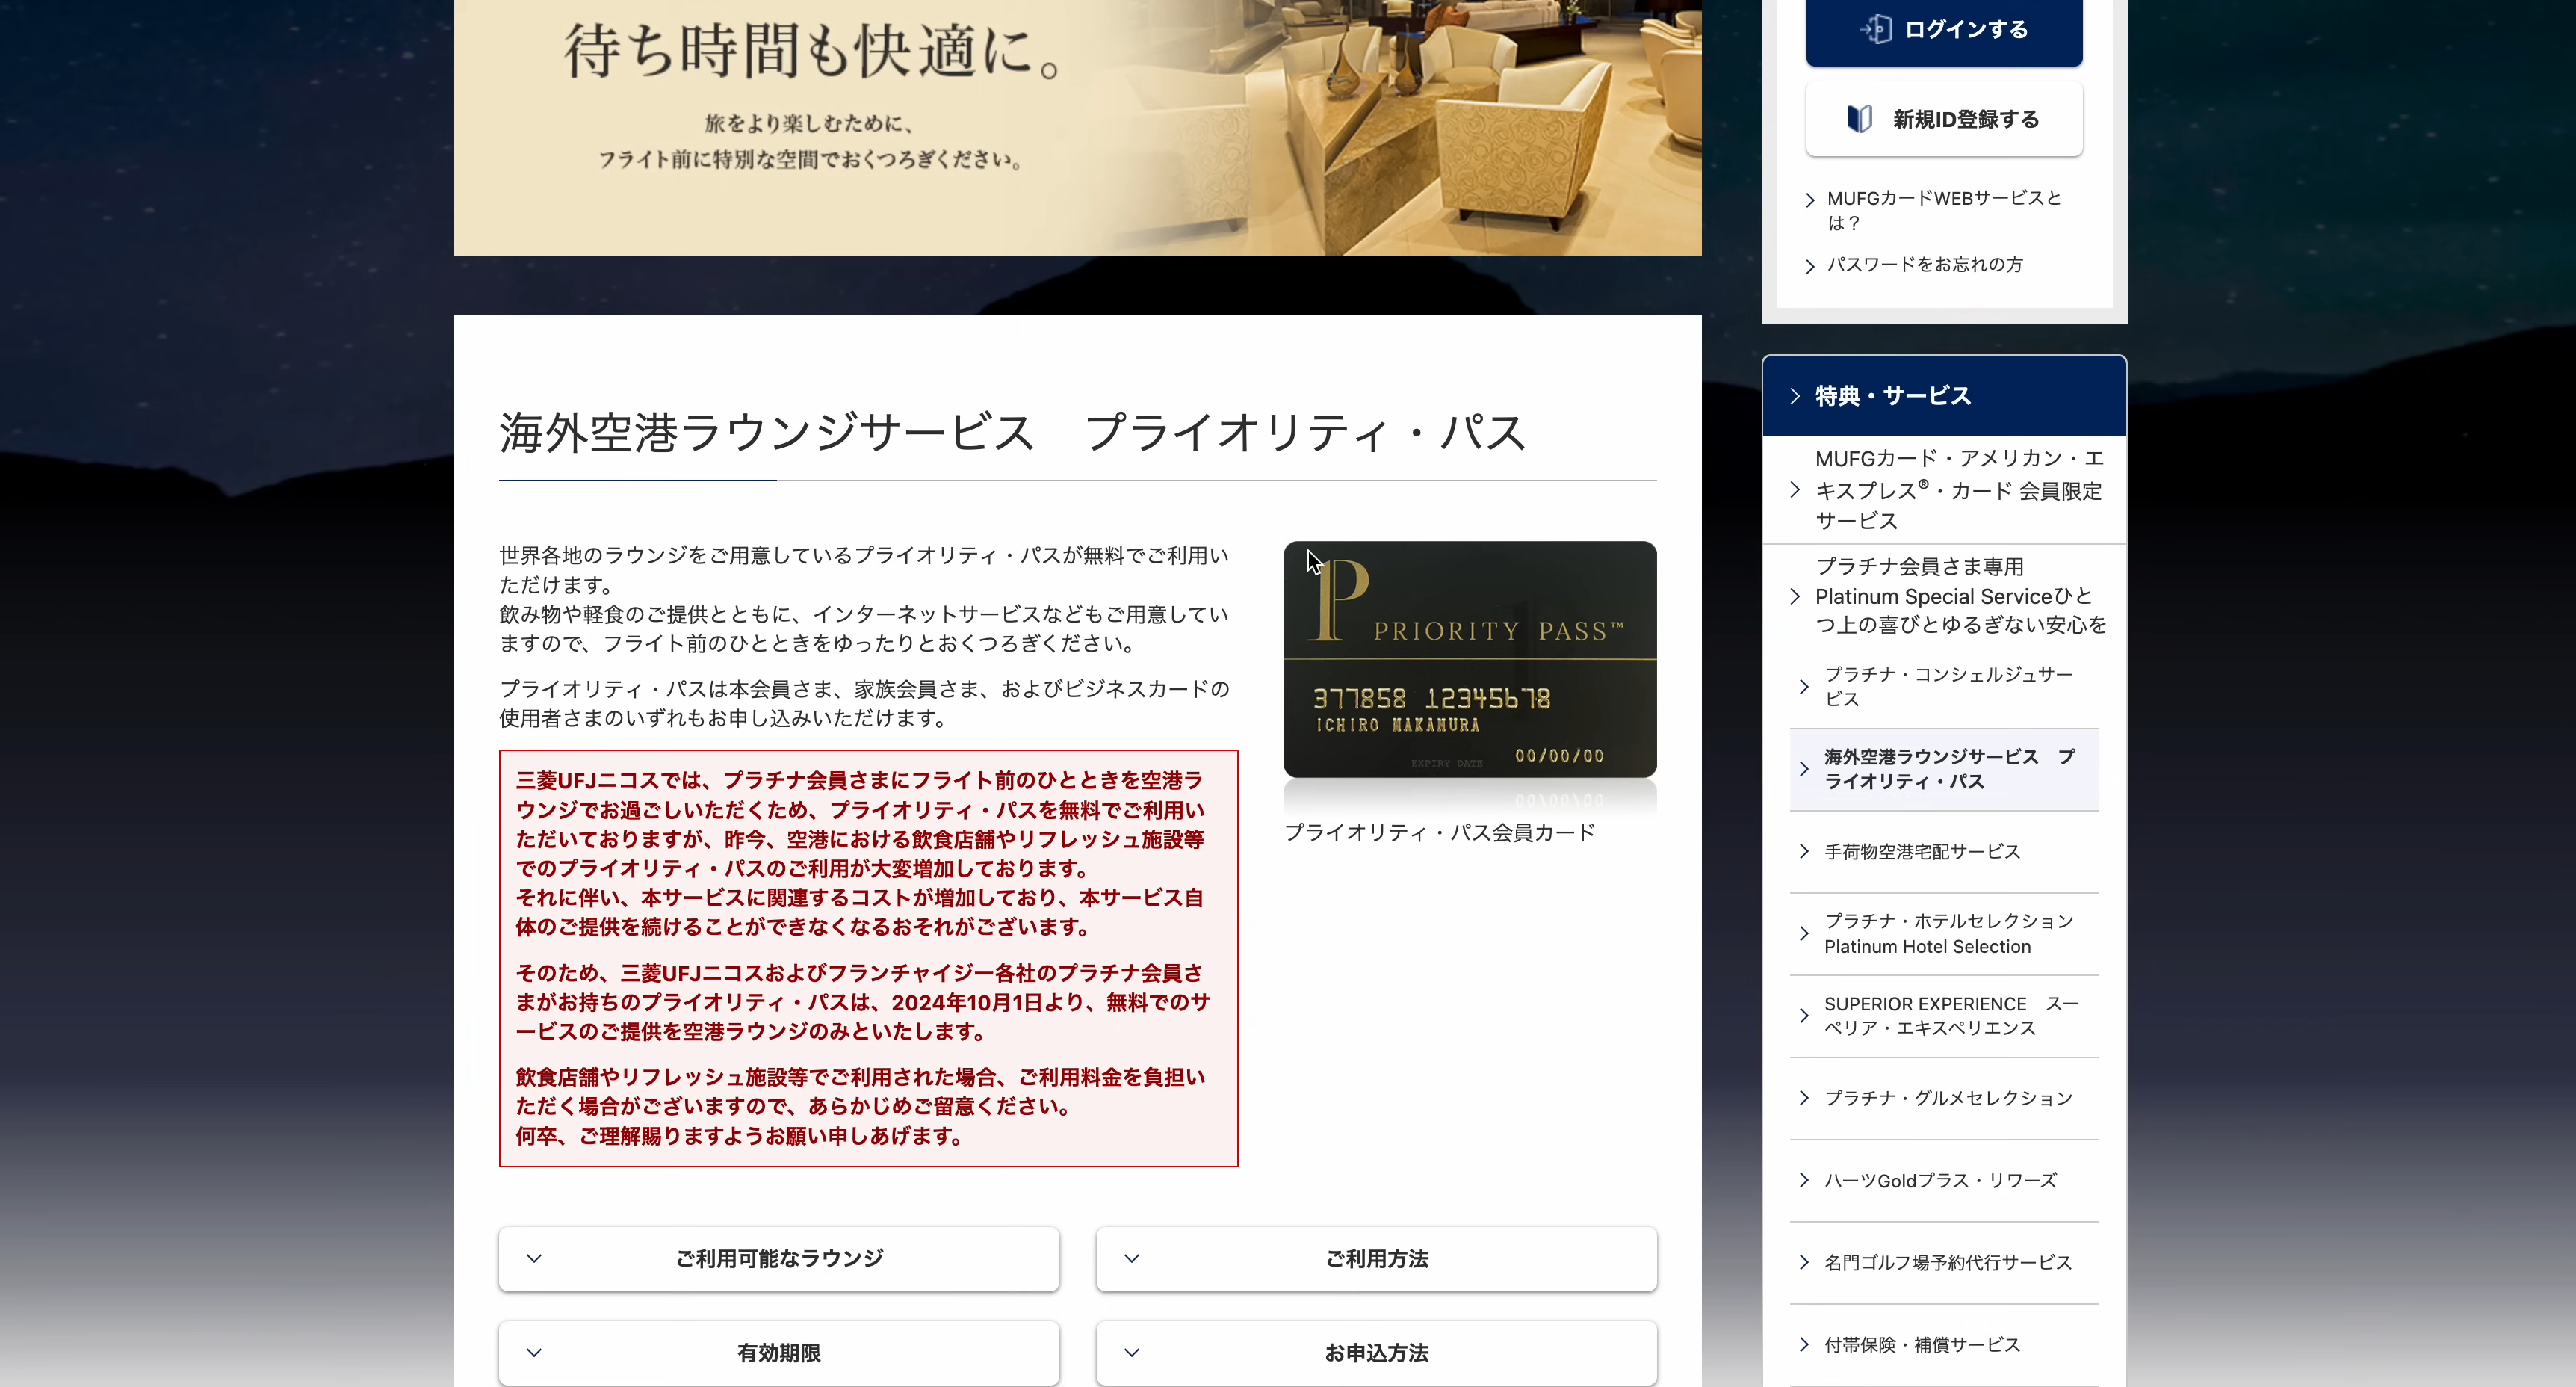 待ち時間も快適に。
旅をより楽しむために、
フライト前に特別な空間でおくつろぎください。
海外空港ラウンジサービス　プライオリティ・パス
世界各地のラウンジをご用意しているプライオリティ・パスが無料でご利用い
ただけます。
飲み物や軽食のご提供とともに、インターネットサービスなどもご用意してい
ますので、フライト前のひとときをゆったりとおくつろぎください。
プライオリティ・パスは本会員さま、家族会員さま、およびビジネスカードの
使用者さまのいずれもお申し込みいただけます。
三菱UFJニコスでは、プラチナ会員さまにフライト前のひとときを空港ラ
ウンジでお過ごしいただくため、プライオリティ・パスを無料でご利用い
ただいておりますが、昨今、空港における飲食店舗やリフレッシュ施設等
でのプライオリティ・パスのご利用が大変増加しております。
それに伴い、本サービスに関連するコストが増加しており、本サービス自
体のご提供を続けることができなくなるおそれがございます。
そのため、三菱UFJニコスおよびフランチャイジー各社のプラチナ会員さ
まがお持ちのプライオリティ・パスは、2024年10月1日より、無料でのサ
ービスのご提供を空港ラウンジのみといたします。
飲食店舗やリフレッシュ施設等でご利用された場合、ご利用料金を負担い
ただく場合がございますので、あらかじめご留意ください。
何卒、ご理解賜りますようお願い申しあげます。
P
PRIORITY PASS™
377858 12345678
ICHIRO MAKANURA
EXPIRY DATE 00/00/00
プライオリティ・パス会員カード
ご利用可能なラウンジ
ご利用方法
有効期限
お申込方法
ログインする
新規ID登録する
MUFGカードWEBサービスと
は？
パスワードをお忘れの方
特典・サービス
MUFGカード・アメリカン・エ
キスプレス®・カード 会員限定
サービス
プラチナ会員さま専用
Platinum Special Serviceひと
つ上の喜びとゆるぎない安心を
プラチナ・コンシェルジュサー
ビス
海外空港ラウンジサービス　プ
ライオリティ・パス
手荷物空港宅配サービス
プラチナ・ホテルセレクション
Platinum Hotel Selection
SUPERIOR EXPERIENCE　スー
ペリア・エキスペリエンス
プラチナ・グルメセレクション
ハーツGoldプラス・リワーズ
名門ゴルフ場予約代行サービス
付帯保険・補償サービス